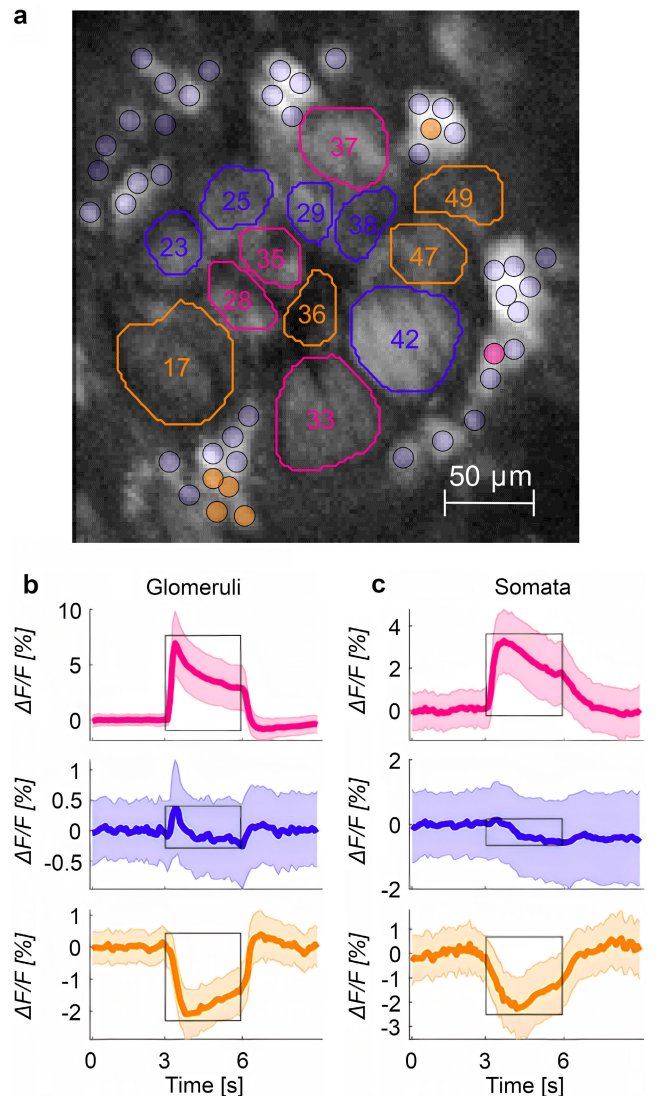 a
37
49
25
29
38
23
35
47
28
36
42
17
33
50 µm
b Glomeruli
c Somata
ΔF/F [%]
10
5
0
ΔF/F [%]
4
2
0
ΔF/F [%]
1
0.5
0
-0.5
ΔF/F [%]
2
0
-2
ΔF/F [%]
1
0
-1
-2
ΔF/F [%]
2
1
0
-1
-2
-3
0 3 6
Time [s]
0 3 6
Time [s]